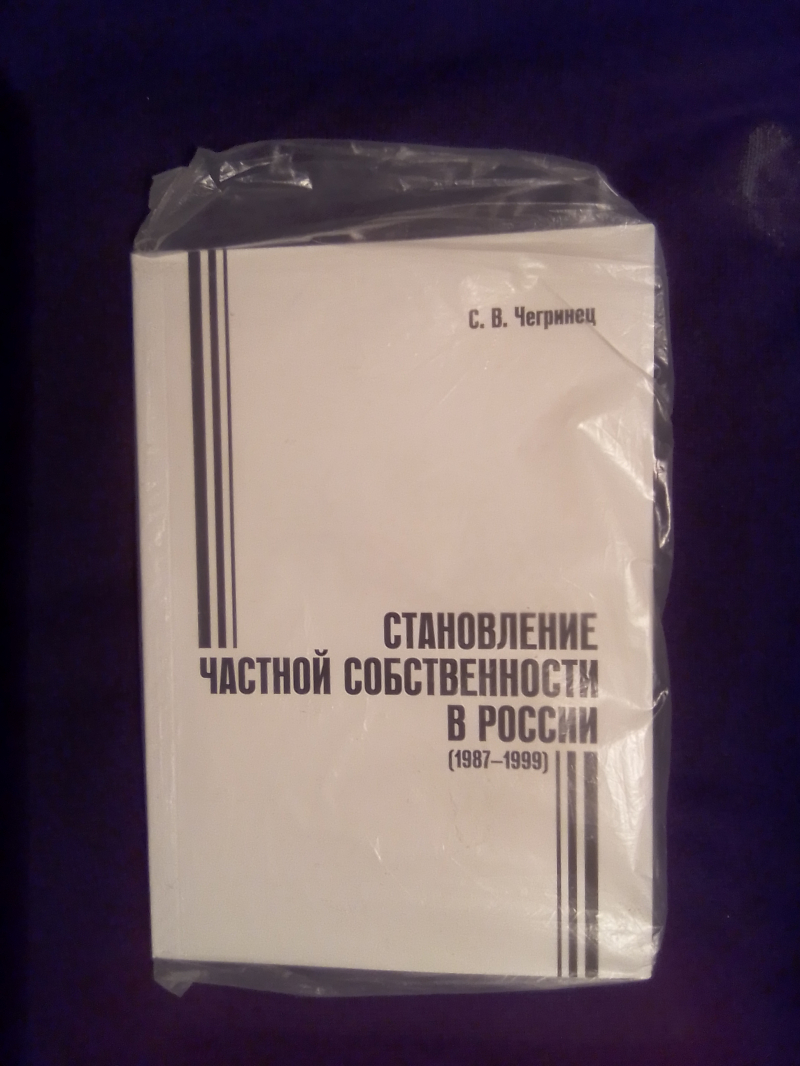 С. В. Чегринец
СТАНОВЛЕНИЕ
ЧАСТНОЙ СОБСТВЕННОСТИ
В РОССИИ
(1987–1999)